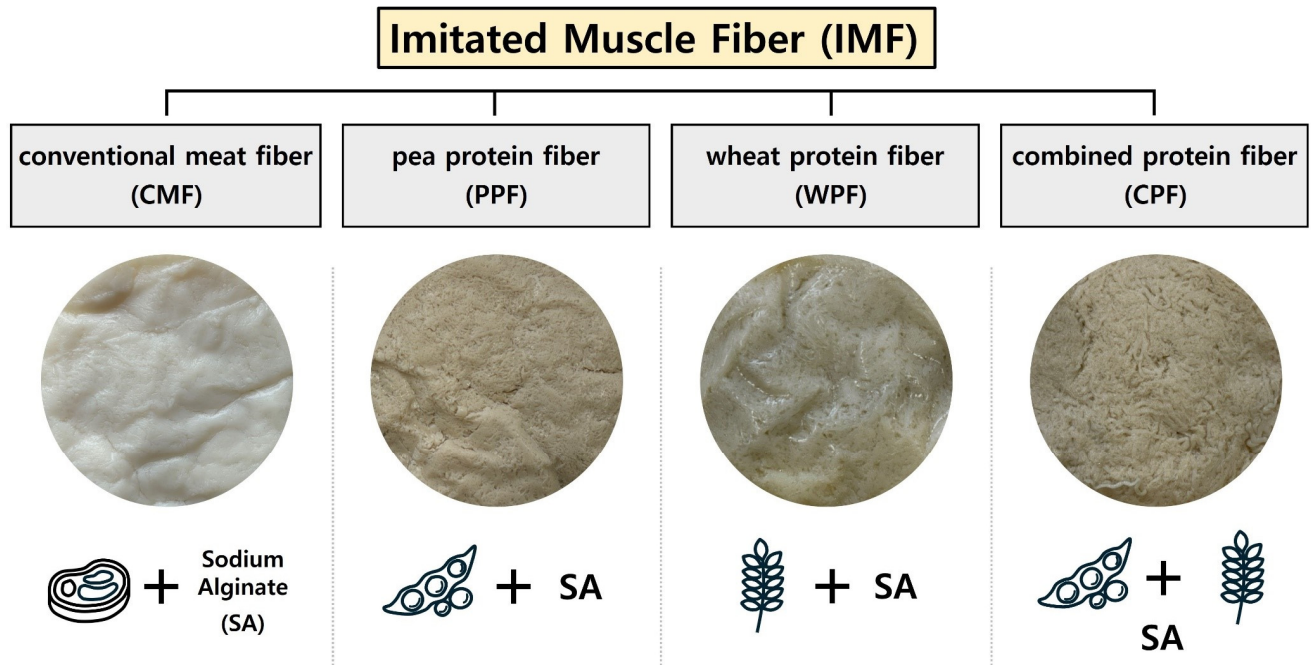 Imitated Muscle Fiber (IMF)
conventional meat fiber
(CMF)
pea protein fiber
(PPF)
wheat protein fiber
(WPF)
combined protein fiber
(CPF)
+ Sodium
Alginate
(SA)
+ SA
+ SA
+
SA